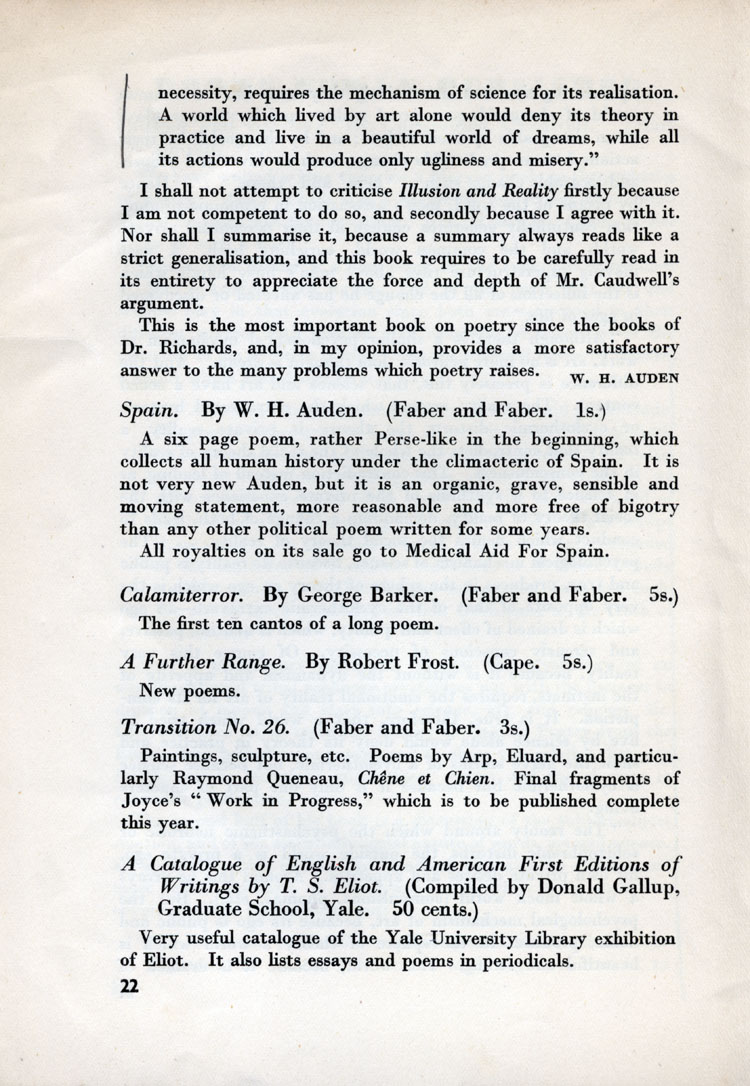 necessity, requires the mechanism of science for its realisation.
A world which lived by art alone would deny its theory in
practice and live in a beautiful world of dreams, while all
its actions would produce only ugliness and misery.”
I shall not attempt to criticise Illusion and Reality firstly because
I am not competent to do so, and secondly because I agree with it.
Nor shall I summarise it, because a summary always reads like a
strict generalisation, and this book requires to be carefully read in
its entirety to appreciate the force and depth of Mr. Caudwell’s
argument.
This is the most important book on poetry since the books of
Dr. Richards, and, in my opinion, provides a more satisfactory
answer to the many problems which poetry raises.
W. H. AUDEN
Spain. By W. H. Auden. (Faber and Faber. 1s.)
A six page poem, rather Perse-like in the beginning, which
collects all human history under the climacteric of Spain. It is
not very new Auden, but it is an organic, grave, sensible and
moving statement, more reasonable and more free of bigotry
than any other political poem written for some years.
All royalties on its sale go to Medical Aid For Spain.
Calamiterror. By George Barker. (Faber and Faber. 5s.)
The first ten cantos of a long poem.
A Further Range. By Robert Frost. (Cape. 5s.)
New poems.
Transition No. 26. (Faber and Faber. 3s.)
Paintings, sculpture, etc. Poems by Arp, Eluard, and particu-
larly Raymond Queneau, Chêne et Chien. Final fragments of
Joyce’s “ Work in Progress,” which is to be published complete
this year.
A Catalogue of English and American First Editions of
Writings by T. S. Eliot. (Compiled by Donald Gallup,
Graduate School, Yale. 50 cents.)
Very useful catalogue of the Yale University Library exhibition
of Eliot. It also lists essays and poems in periodicals.
22